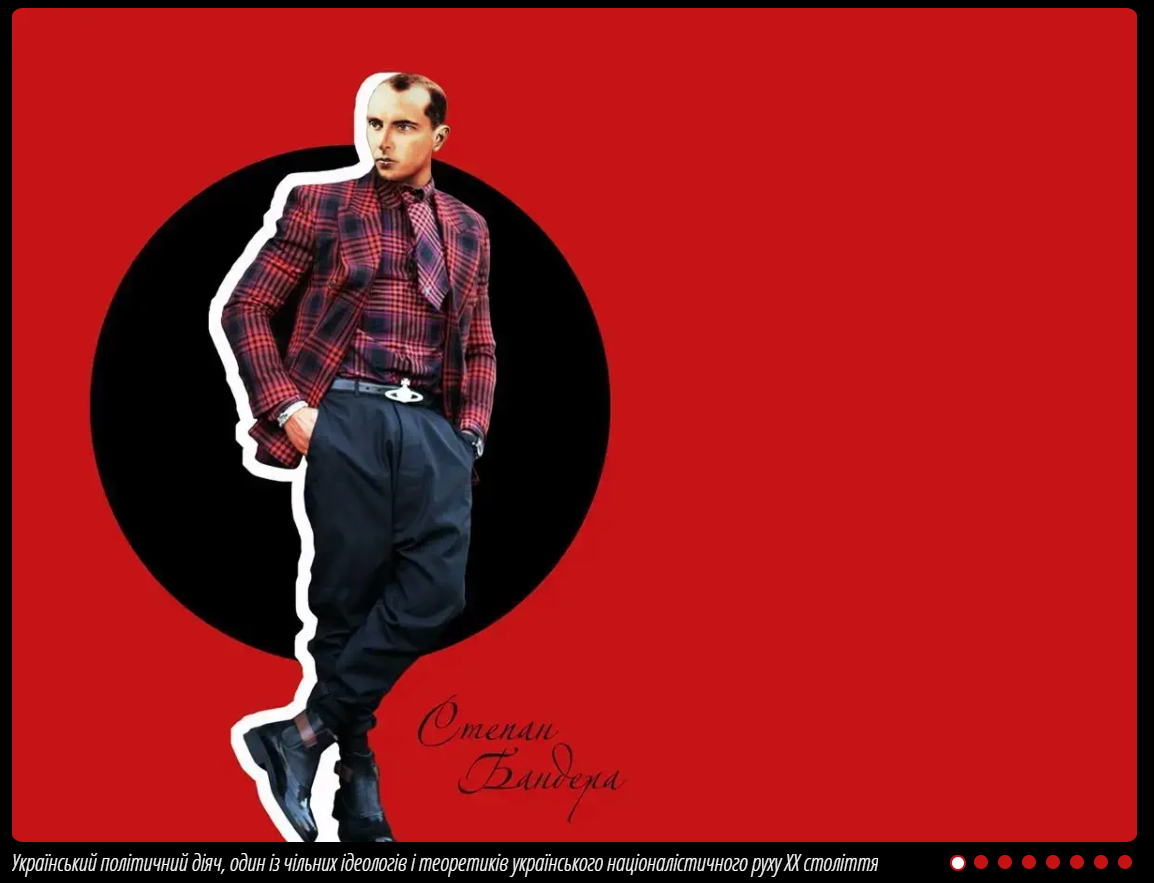 Степан
Бандера
Український політичний діяч, один із чільних ідеологів і теоретиків українського націоналістичного руху XX століття